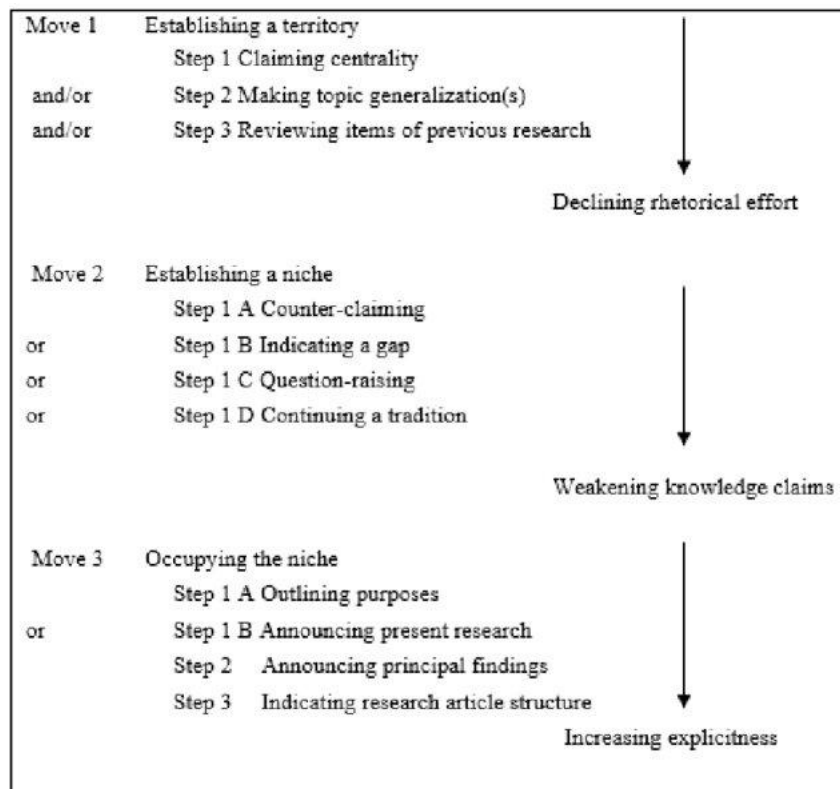 Move 1 Establishing a territory
Step 1 Claiming centrality
and/or Step 2 Making topic generalization(s)
and/or Step 3 Reviewing items of previous research
Declining rhetorical effort
Move 2 Establishing a niche
Step 1 A Counter-claiming
or Step 1 B Indicating a gap
or Step 1 C Question-raising
or Step 1 D Continuing a tradition
Weakening knowledge claims
Move 3 Occupying the niche
Step 1 A Outlining purposes
or Step 1 B Announcing present research
Step 2 Announcing principal findings
Step 3 Indicating research article structure
Increasing explicitness